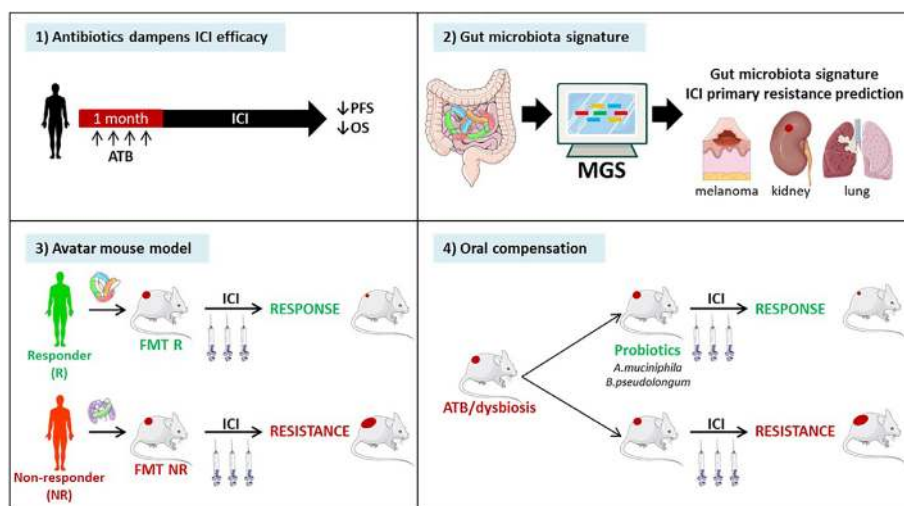 1) Antibiotics dampens ICI efficacy
1 month
ICI
ATB
↓PFS
↓OS
2) Gut microbiota signature
MGS
Gut microbiota signature
ICI primary resistance prediction
melanoma
kidney
lung
3) Avatar mouse model
Responder
(R)
FMT R
ICI
RESPONSE
Non-responder
(NR)
FMT NR
ICI
RESISTANCE
4) Oral compensation
ATB/dysbiosis
Probiotics
A.muciniphila
B.pseudolongum
ICI
RESPONSE
ICI
RESISTANCE